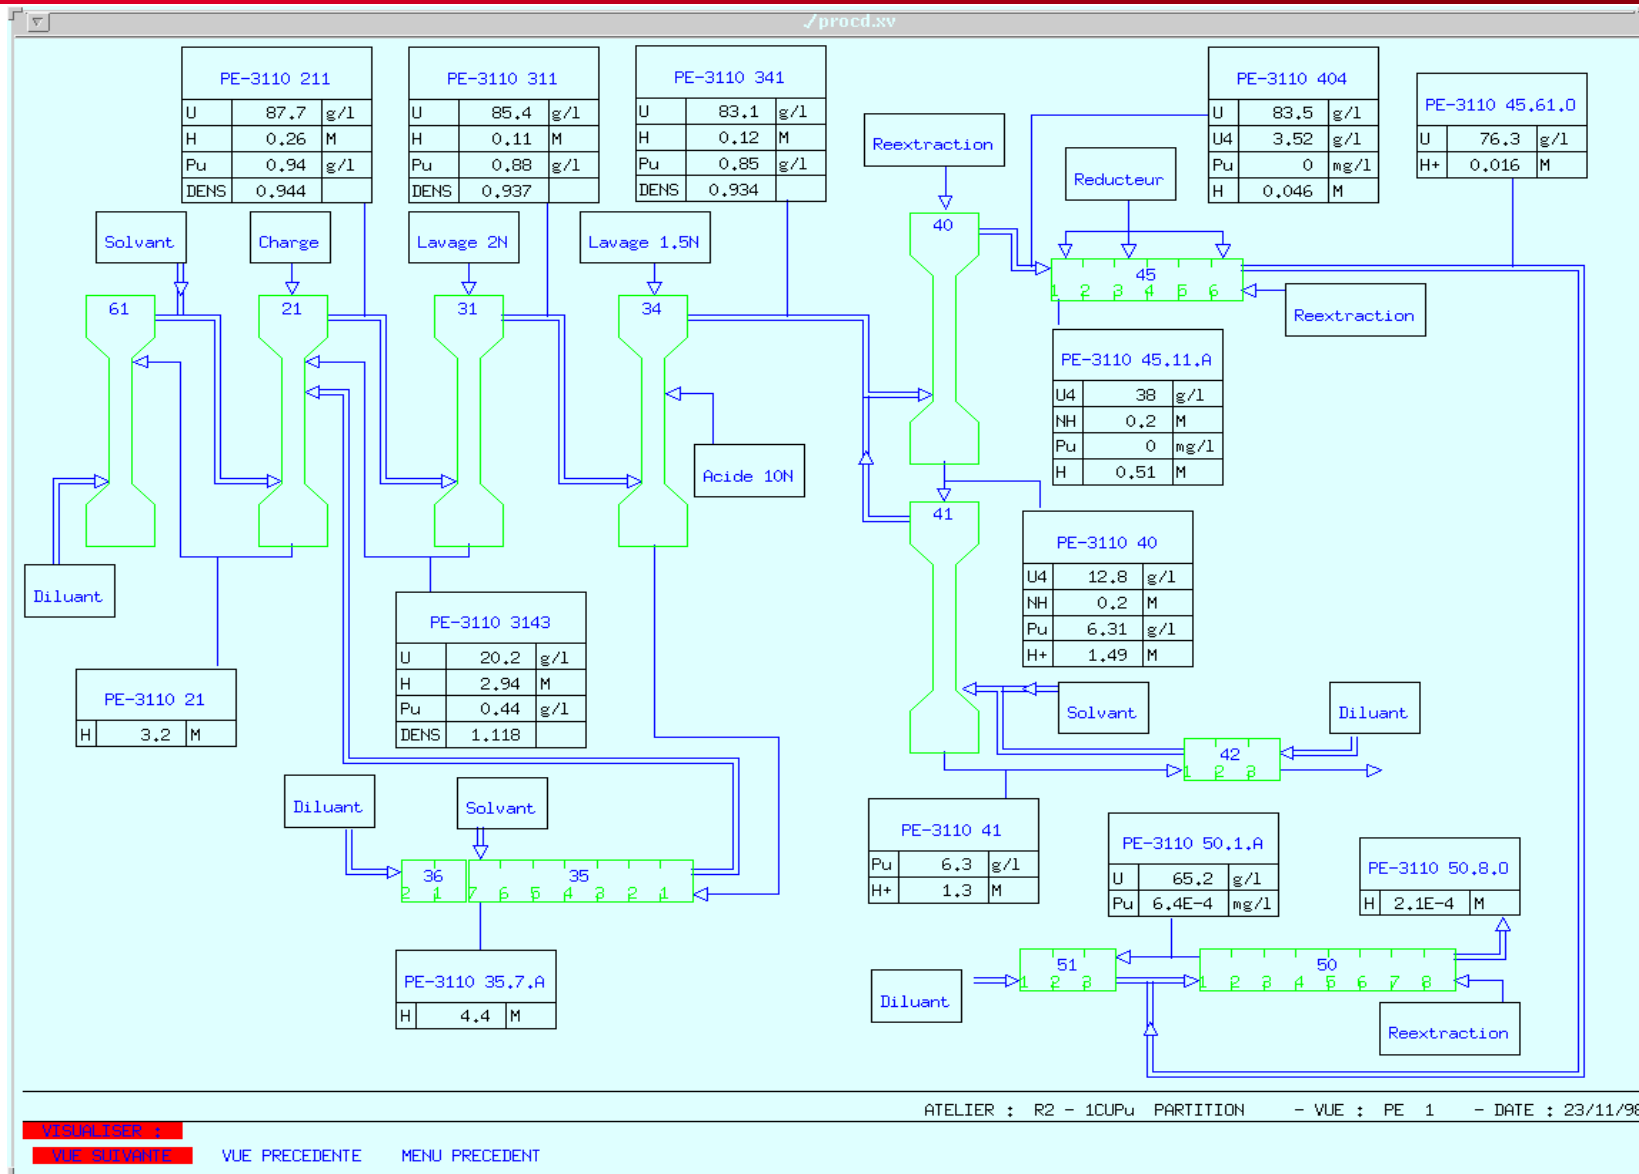 ./procd.xv
PE-3110 211
U 87.7 g/l
H 0.26 M
Pu 0.94 g/l
DENS 0.944
PE-3110 311
U 85.4 g/l
H 0.11 M
Pu 0.88 g/l
DENS 0.937
PE-3110 341
U 83.1 g/l
H 0.12 M
Pu 0.85 g/l
DENS 0.934
PE-3110 404
U 83.5 g/l
U4 3.52 g/l
Pu 0 mg/l
H 0.046 M
PE-3110 45.61.O
U 76.3 g/l
H+ 0.016 M
Reextraction
Reducteur
Solvant
Charge
Lavage 2N
Lavage 1.5N
40
45
1 2 3 4 5 6
Reextraction
61
21
31
34
PE-3110 45.11.A
U4 38 g/l
NH 0.2 M
Pu 0 mg/l
H 0.51 M
Acide 10N
41
PE-3110 40
U4 12.8 g/l
NH 0.2 M
Pu 6.31 g/l
H+ 1.49 M
Diluant
PE-3110 3143
U 20.2 g/l
H 2.94 M
Pu 0.44 g/l
DENS 1.118
PE-3110 21
H 3.2 M
Solvant
Diluant
42
1 2 3
Diluant
Solvant
36
2 1
35
7 6 5 4 3 2 1
PE-3110 41
Pu 6.3 g/l
H+ 1.3 M
PE-3110 50.1.A
U 65.2 g/l
Pu 6.4E-4 mg/l
PE-3110 50.8.O
H 2.1E-4 M
PE-3110 35.7.A
H 4.4 M
Diluant
51
1 2 3
50
1 2 3 4 5 6 7 8
Reextraction
ATELIER : R2 - 1CUPu PARTITION - VUE : PE 1 - DATE : 23/11/98
VISUALISER :
VUE SUIVANTE VUE PRECEDENTE MENU PRECEDENT